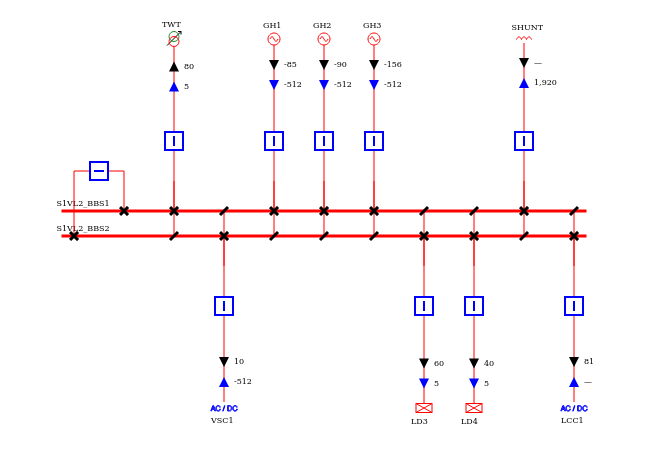 TWT GH1 GH2 GH3 SHUNT
80 -85 -90 -156 —
5 -512 -512 -512 1,920
S1VL2_BBS1
S1VL2_BBS2
10 60 40 81
-512 5 5 —
AC / DC AC / DC
VSC1 LD3 LD4 LCC1